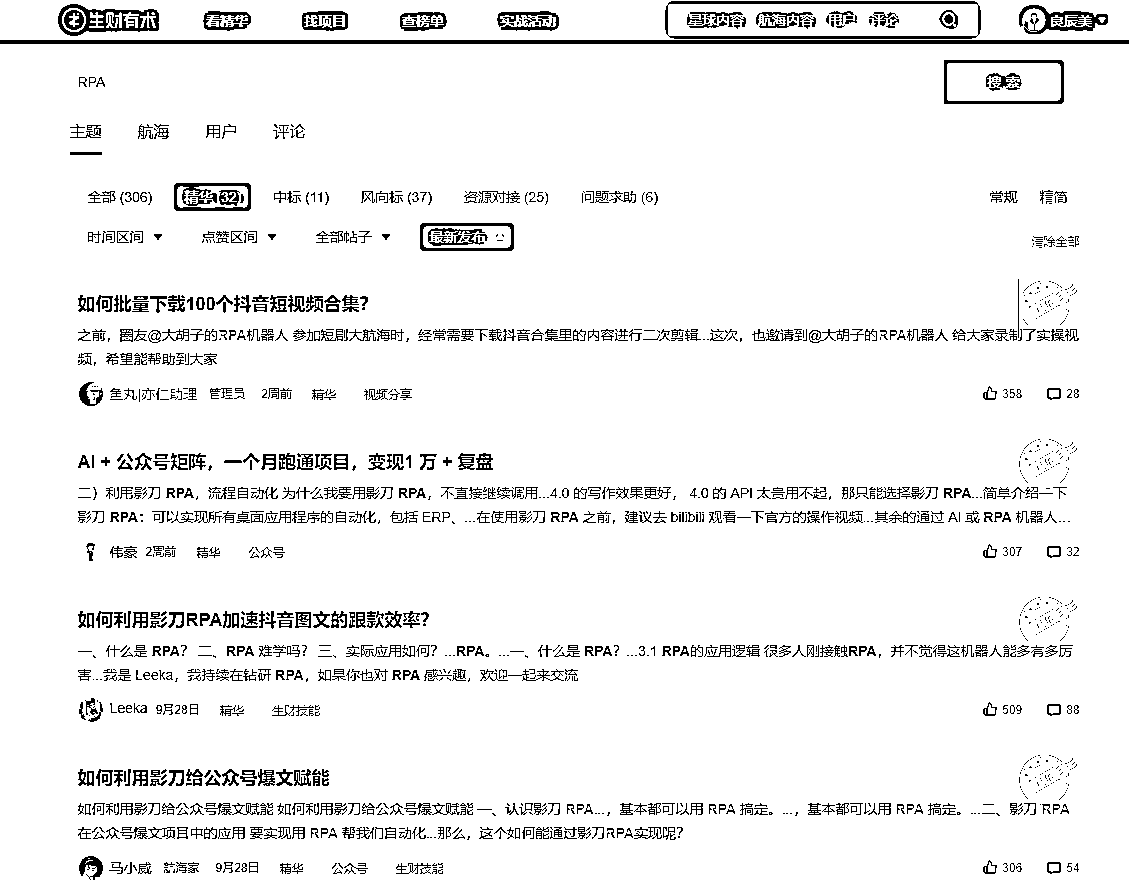 生财有术 看精华 找项目 查榜单 实战活动 星球内容 航海内容 用户 评论 良辰美
RPA 搜索
主题 航海 用户 评论
全部 (306) 精华 (32) 中标 (11) 风向标 (37) 资源对接 (25) 问题求助 (6) 常规 精简
时间区间 点赞区间 全部帖子 最新发布 清除全部
如何批量下载100个抖音短视频合集?
之前，圈友@大胡子的RPA机器人 参加短剧大航海时，经常需要下载抖音合集里的内容进行二次剪辑...这次，也邀请到@大胡子的RPA机器人 给大家录制了实操视
频，希望能帮助到大家
鱼丸|亦仁助理 管理员 2周前 精华 视频分享 358 28
AI + 公众号矩阵，一个月跑通项目，变现1 万 + 复盘
二）利用影刀 RPA，流程自动化 为什么我要用影刀 RPA，不直接继续调用...4.0 的写作效果更好， 4.0 的 API 太贵用不起，那只能选择影刀 RPA...简单介绍一下
影刀 RPA：可以实现所有桌面应用程序的自动化，包括 ERP、...在使用影刀 RPA 之前，建议去 bilibili 观看一下官方的操作视频...其余的通过 AI 或 RPA 机器人...
伟豪 2周前 精华 公众号 307 32
如何利用影刀RPA加速抖音图文的跟款效率?
一、什么是 RPA？ 二、RPA 难学吗？ 三、实际应用如何？...RPA。...一、什么是 RPA？...3.1 RPA的应用逻辑 很多人刚接触RPA，并不觉得这机器人能多有多厉
害...我是 Leeka，我持续在钻研 RPA，如果你也对 RPA 感兴趣，欢迎一起来交流
Leeka 9月28日 精华 生财技能 509 88
如何利用影刀给公众号爆文赋能
如何利用影刀给公众号爆文赋能 如何利用影刀给公众号爆文赋能 一、认识影刀 RPA...，基本都可以用 RPA 搞定。...，基本都可以用 RPA 搞定。...二、影刀 RPA
在公众号爆文项目中的应用 要实现用 RPA 帮我们自动化...那么，这个如何能通过影刀RPA实现呢？
马小威 航海家 9月28日 精华 公众号 生财技能 306 54